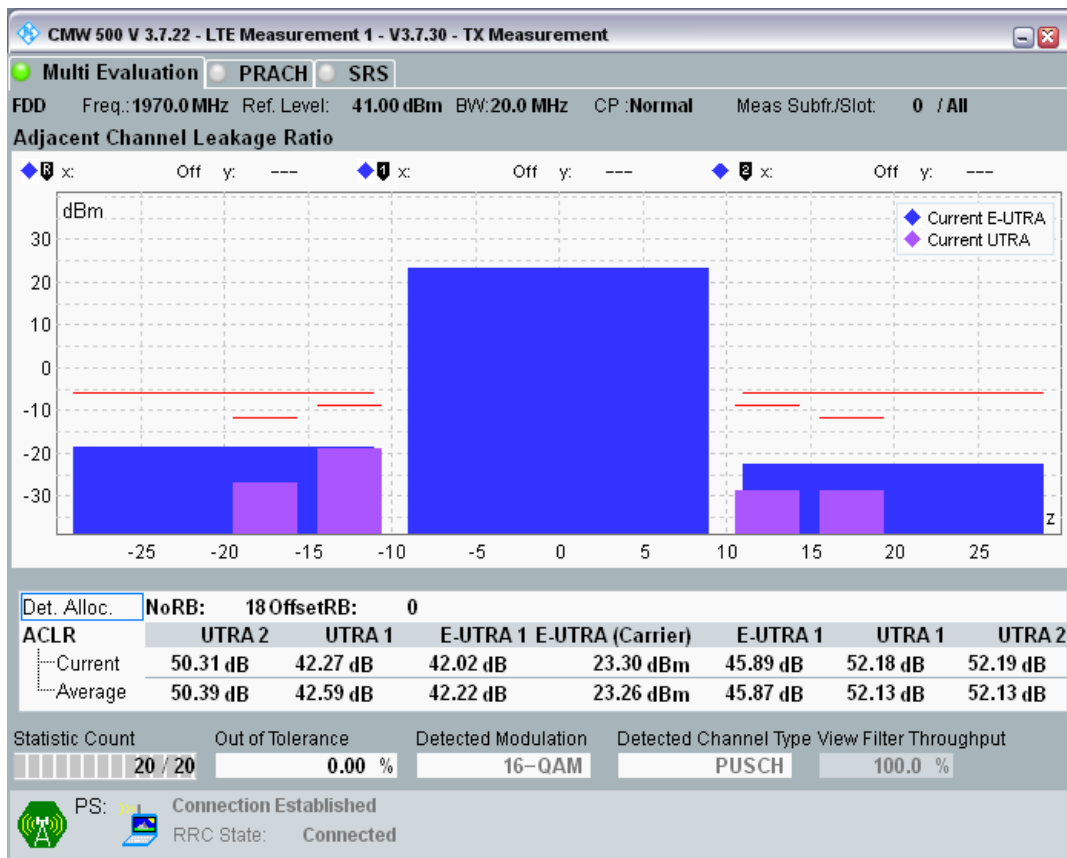 CMW 500 V 3.7.22 - LTE Measurement 1 - V3.7.30 - TX Measurement
Multi Evaluation PRACH SRS
FDD Freq.: 1970.0 MHz Ref. Level: 41.00 dBm BW: 20.0 MHz CP : Normal Meas Subfr./Slot: 0 / All
Adjacent Channel Leakage Ratio
R x: Off y: --- 1 x: Off y: --- 2 x: Off y: ---
dBm
Current E-UTRA
Current UTRA
30
20
10
0
-10
-20
-30
z
-25 -20 -15 -10 -5 0 5 10 15 20 25
Det. Alloc. NoRB: 18 OffsetRB: 0
ACLR UTRA 2 UTRA 1 E-UTRA 1 E-UTRA (Carrier) E-UTRA 1 UTRA 1 UTRA 2
Current 50.31 dB 42.27 dB 42.02 dB 23.30 dBm 45.89 dB 52.18 dB 52.19 dB
Average 50.39 dB 42.59 dB 42.22 dB 23.26 dBm 45.87 dB 52.13 dB 52.13 dB
Statistic Count Out of Tolerance Detected Modulation Detected Channel Type View Filter Throughput
20 / 20 0.00 % 16-QAM PUSCH 100.0 %
PS: Connection Established
RRC State: Connected